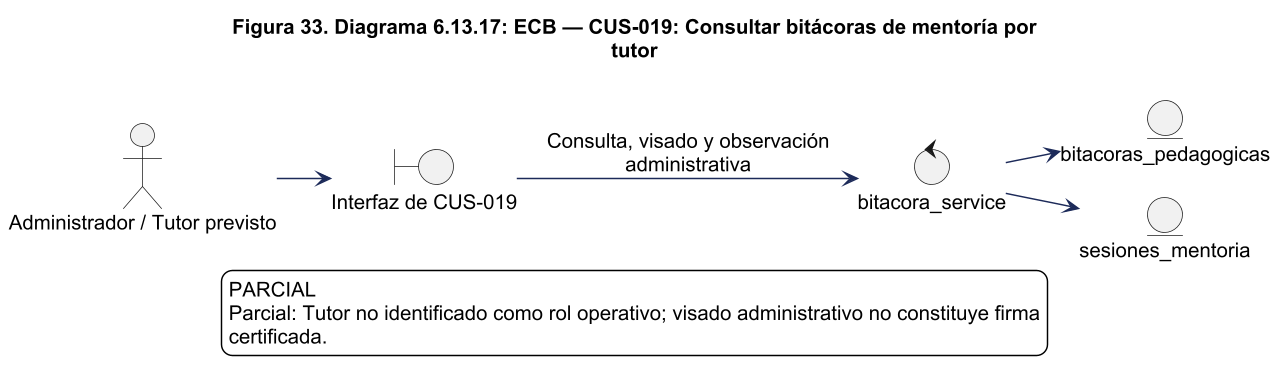 Figura 33. Diagrama 6.13.17: ECB — CUS-019: Consultar bitácoras de mentoría por
tutor
Consulta, visado y observación
administrativa
Administrador / Tutor previsto
Interfaz de CUS-019
bitacora_service
bitacoras_pedagogicas
sesiones_mentoria
PARCIAL
Parcial: Tutor no identificado como rol operativo; visado administrativo no constituye firma
certificada.